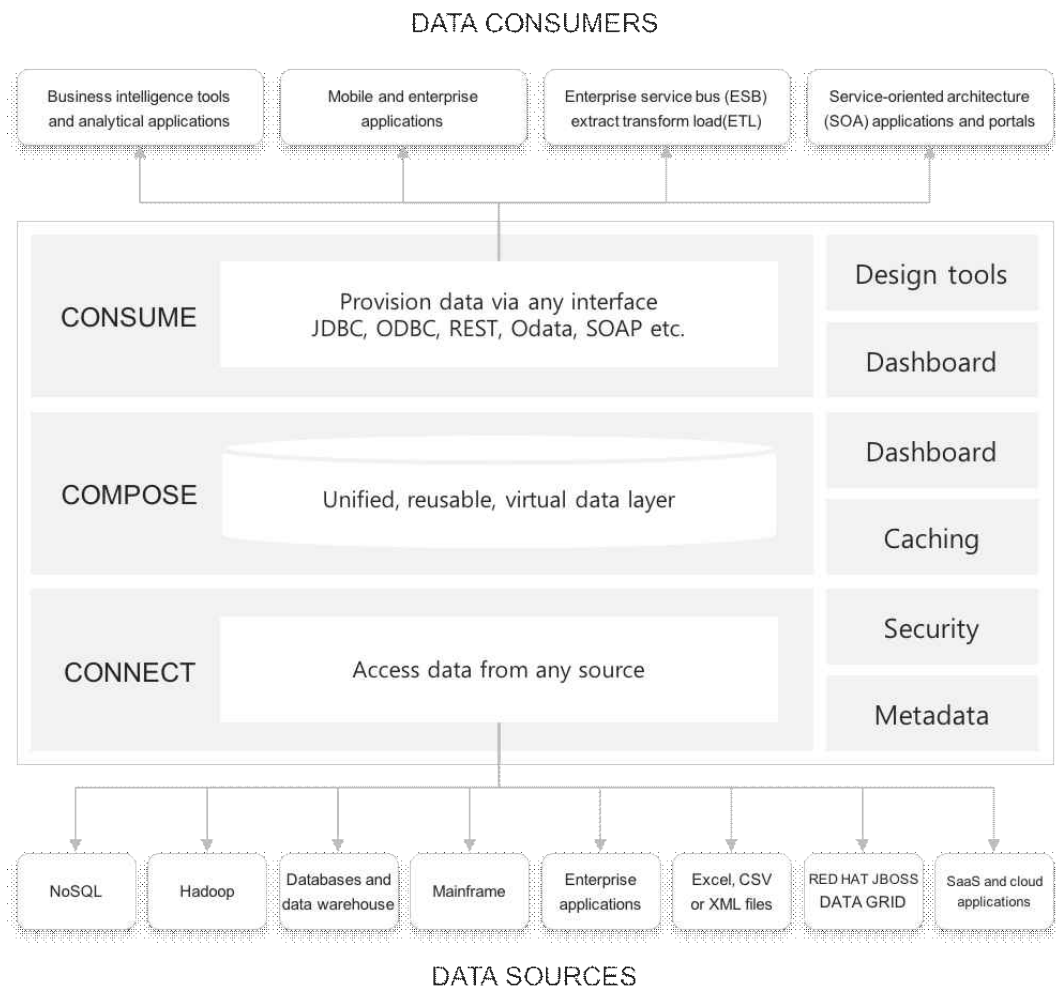 DATA CONSUMERS
Business intelligence tools
and analytical applications
Mobile and enterprise
applications
Enterprise service bus (ESB)
extract transform load(ETL)
Service-oriented architecture
(SOA) applications and portals
CONSUME
Provision data via any interface
JDBC, ODBC, REST, Odata, SOAP etc.
Design tools
Dashboard
COMPOSE
Unified, reusable, virtual data layer
Dashboard
Caching
CONNECT
Access data from any source
Security
Metadata
NoSQL
Hadoop
Databases and
data warehouse
Mainframe
Enterprise
applications
Excel, CSV
or XML files
RED HAT JBOSS
DATA GRID
SaaS and cloud
applications
DATA SOURCES